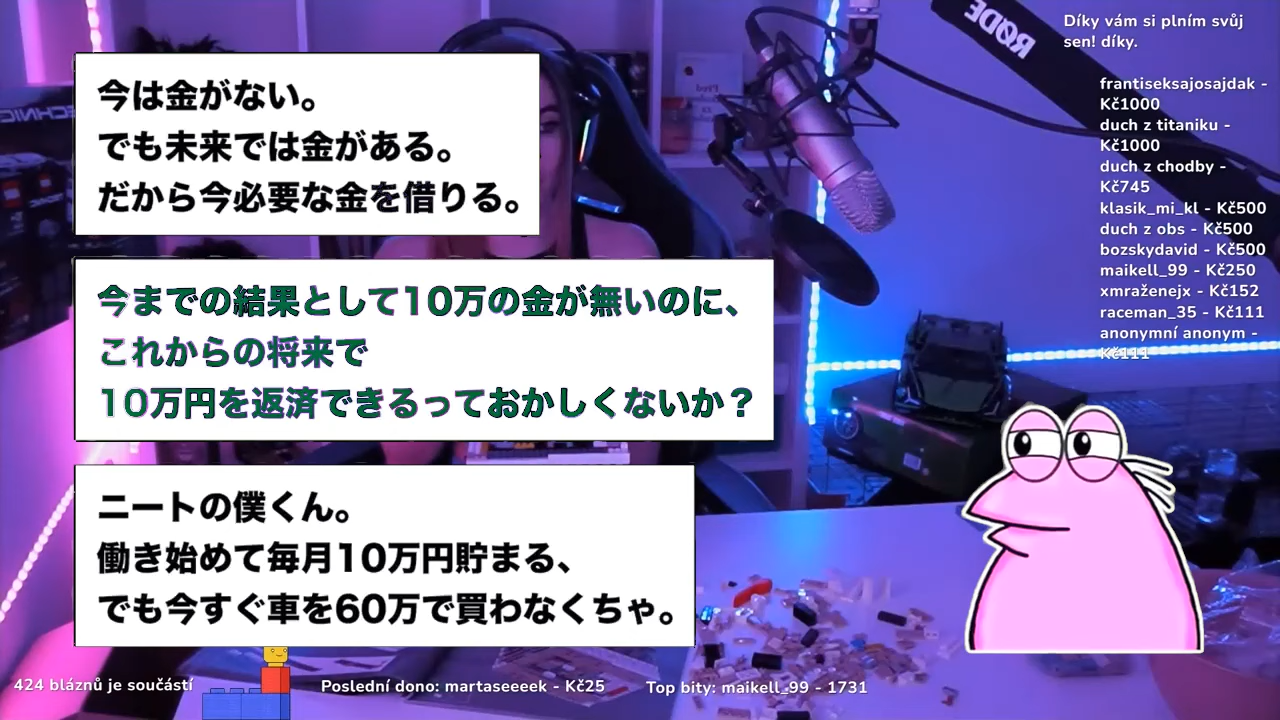 今は金がない。
でも未来では金がある。
だから今必要な金を借りる。
今までの結果として10万の金が無いのに、
これからの将来で
10万円を返済できるっておかしくないか？
ニートの僕くん。
働き始めて毎月10万円貯まる、
でも今すぐ車を60万で買わなくちゃ。
RØDE
Díky vám si plním svůj
sen! díky.
frantiseksajosajdak -
Kč1000
duch z titaniku -
Kč1000
duch z chodby -
Kč745
klasik_mi_kl - Kč500
duch z obs - Kč500
bozskydavid - Kč500
maikell_99 - Kč250
xmraženejx - Kč152
raceman_35 - Kč111
anonymní anonym -
Kč111
424 bláznů je součástí
Poslední dono: martaseeeek - Kč25
Top bity: maikell_99 - 1731